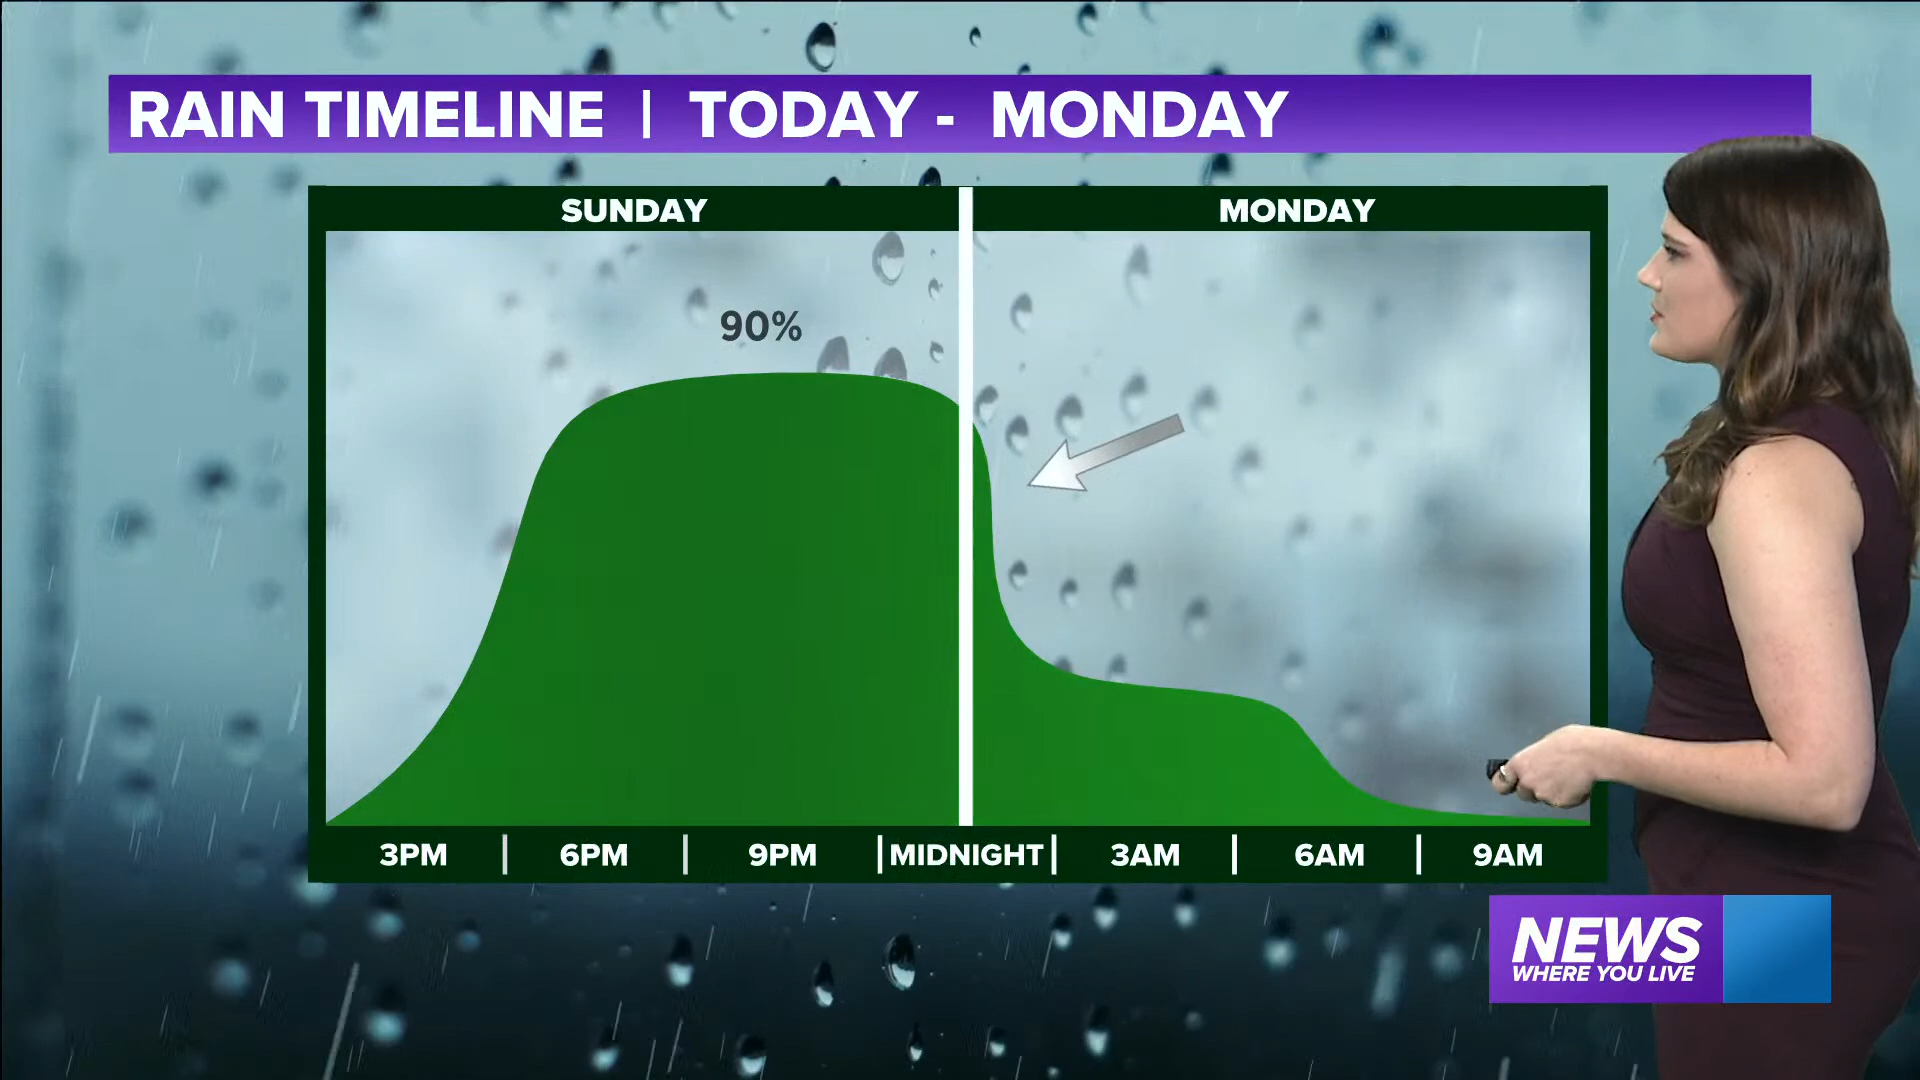 RAIN TIMELINE | TODAY - MONDAY
SUNDAY
MONDAY
90%
3PM | 6PM | 9PM | MIDNIGHT | 3AM | 6AM | 9AM
NEWS
WHERE YOU LIVE